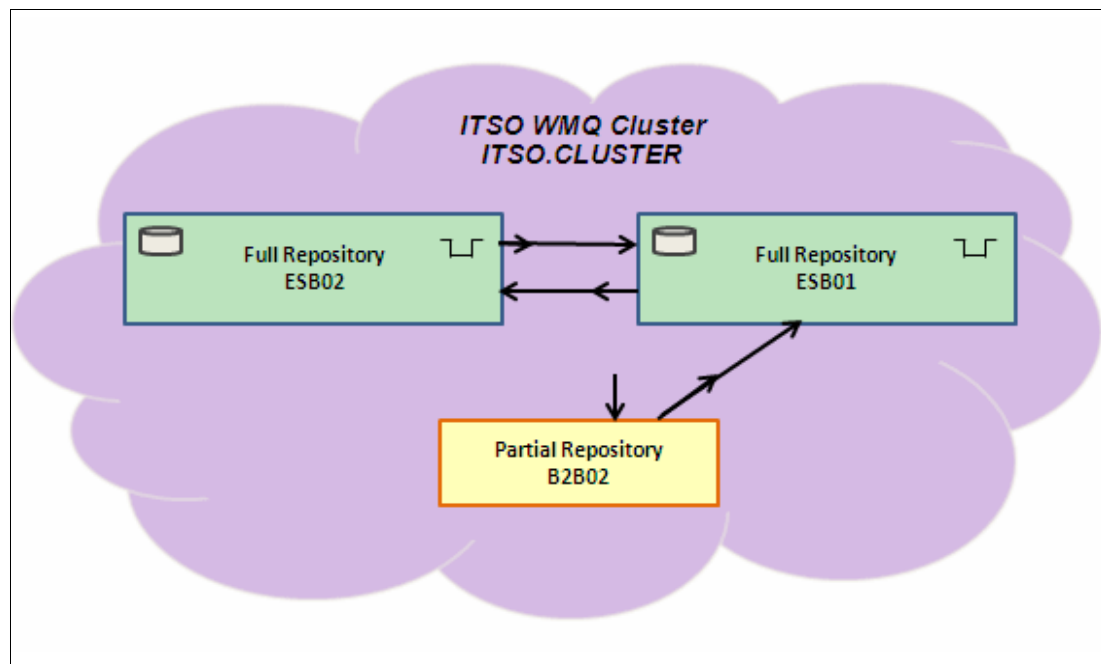 ITSO WMQ Cluster
ITSO.CLUSTER
Full Repository
ESB02
Full Repository
ESB01
Partial Repository
B2B02